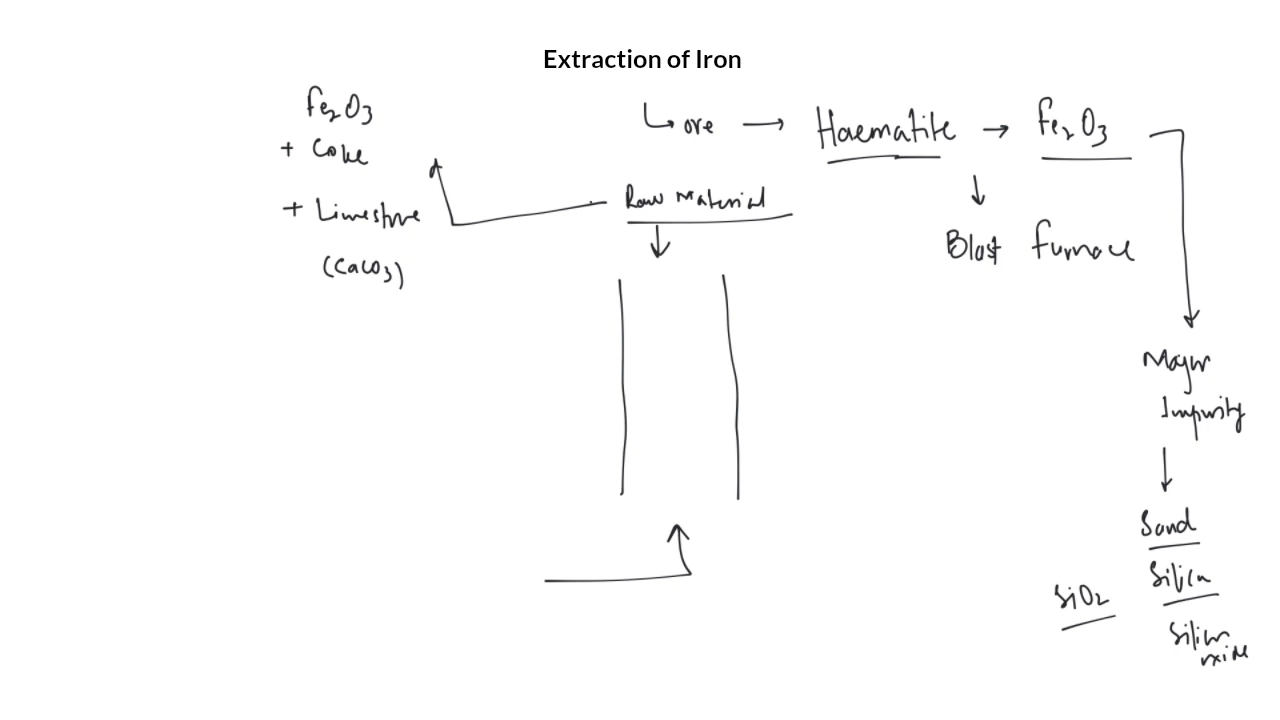 Extraction of Iron
Fe2O3
+ Coke
+ Limestone
(CaCO3)
ore → Haematite → Fe2O3
Raw Material
Blast Furnace
Major
Impurity
Sand
Silica
SiO2
Silicon
oxide